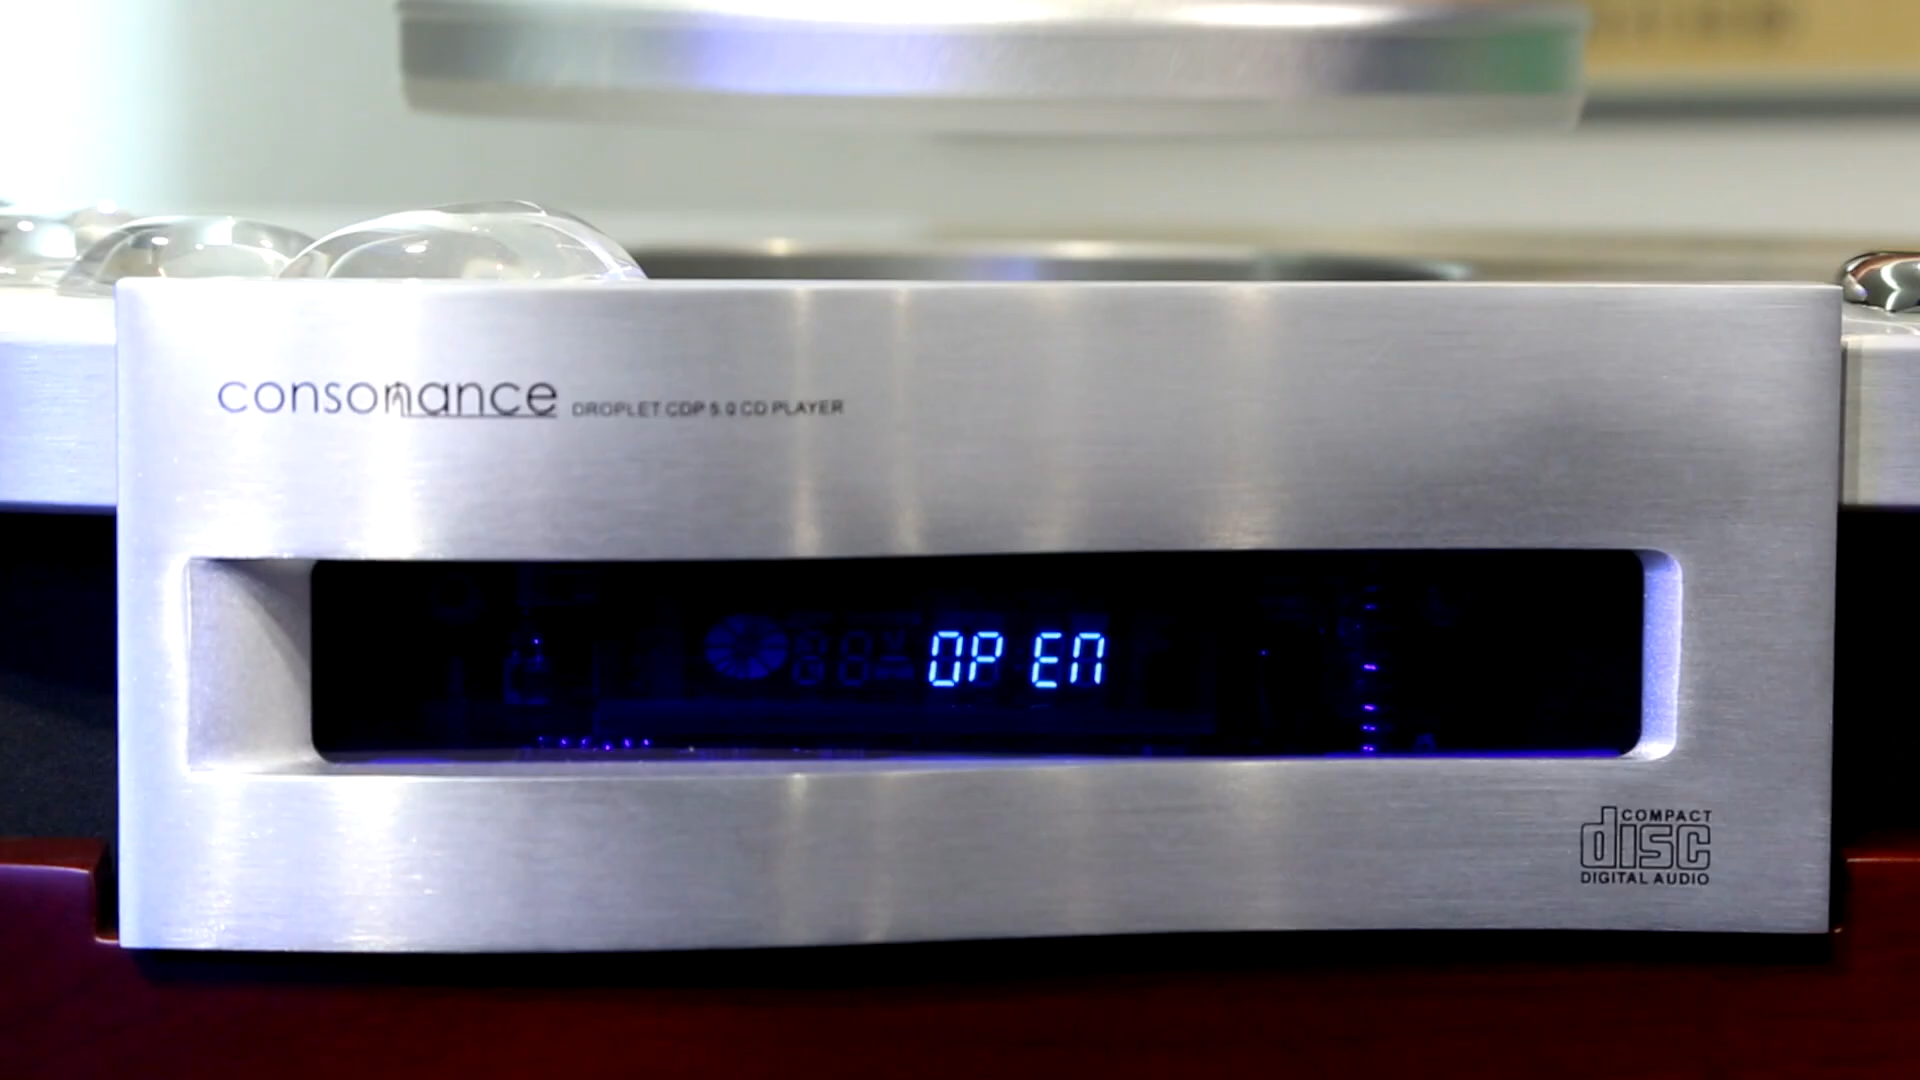 consonance DROPLET CDP 5.0 CD PLAYER
OPEN
COMPACT
disc
DIGITAL AUDIO